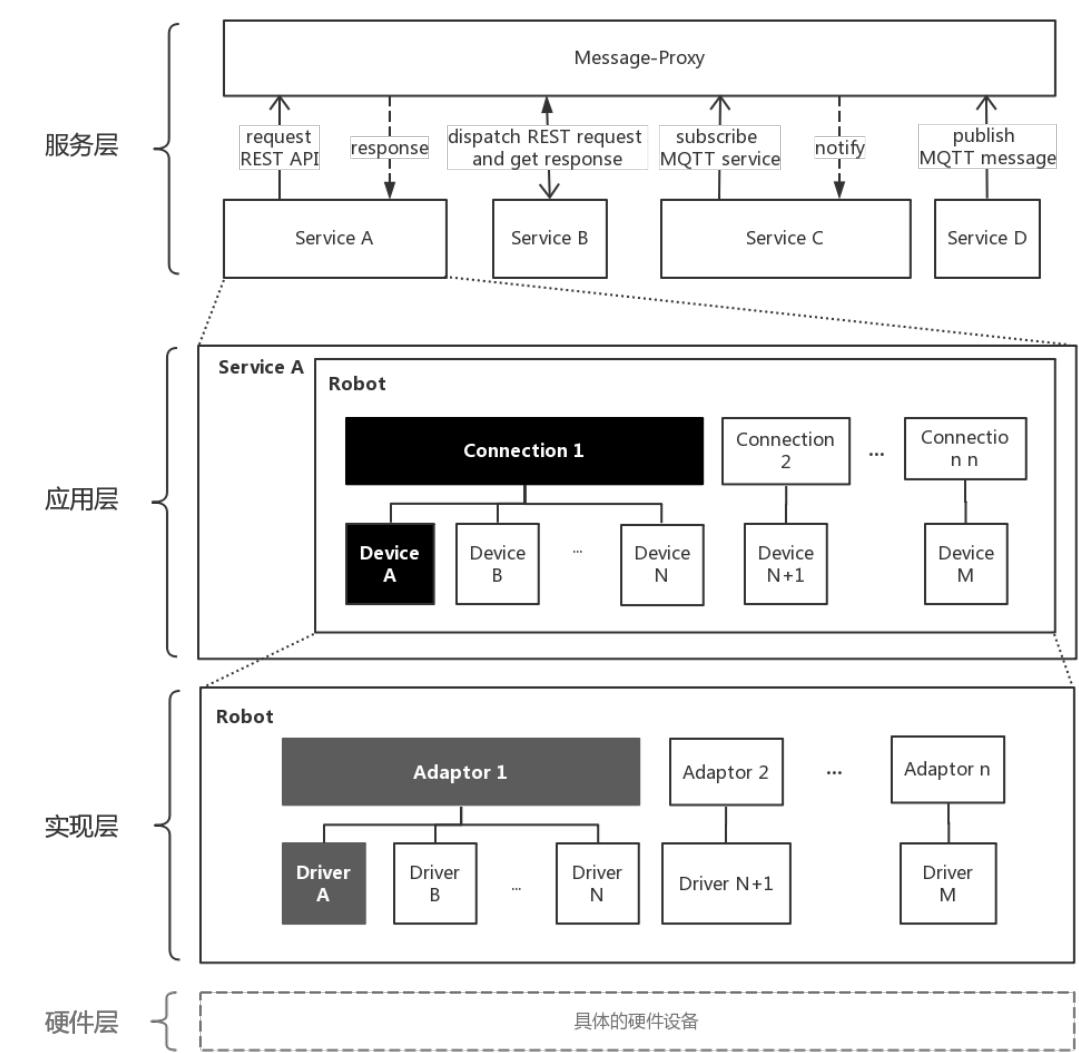 Message-Proxy
服务层
request
REST API
response
dispatch REST request
and get response
subscribe
MQTT service
notify
publish
MQTT message
Service A
Service B
Service C
Service D
应用层
Service A
Robot
Connection 1
Connection
2
...
Connectio
n n
Device
A
Device
B
...
Device
N
Device
N+1
Device
M
实现层
Robot
Adaptor 1
Adaptor 2
...
Adaptor n
Driver
A
Driver
B
...
Driver
N
Driver N+1
Driver
M
硬件层
具体的硬件设备